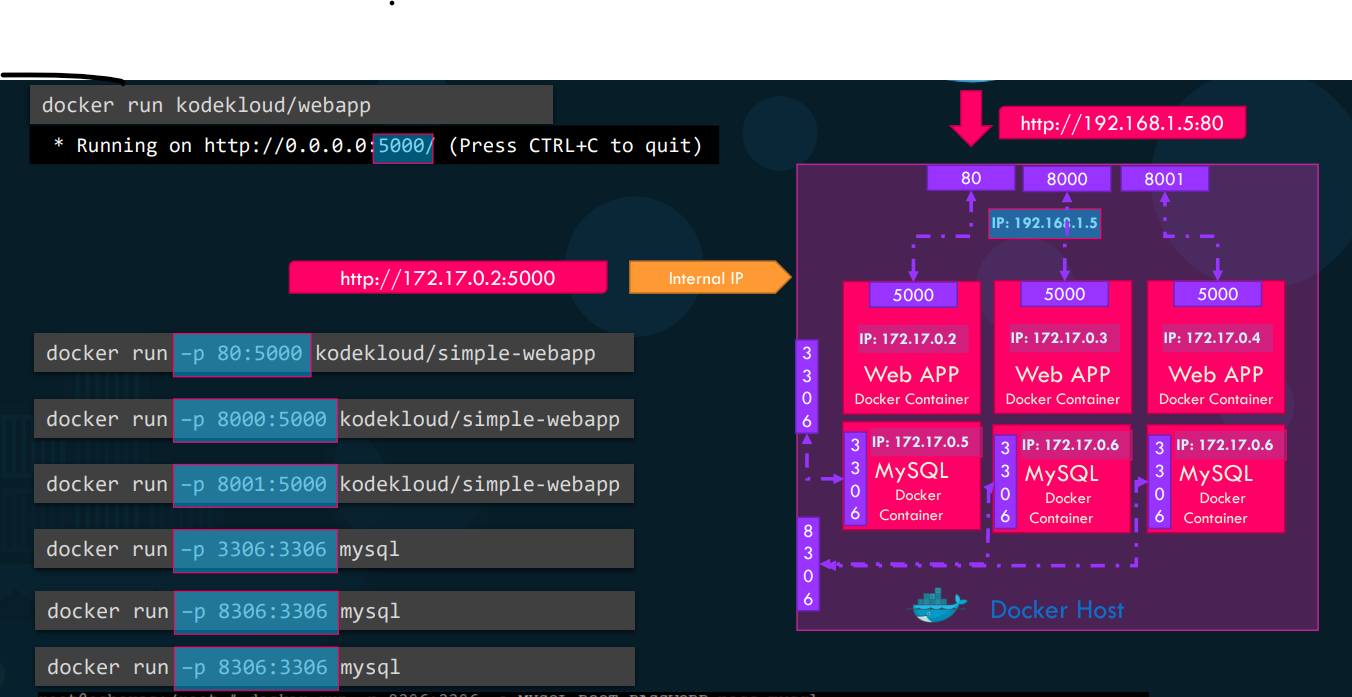 docker run kodekloud/webapp
* Running on http://0.0.0.0:5000/ (Press CTRL+C to quit)
http://192.168.1.5:80
80
8000
8001
IP: 192.168.1.5
http://172.17.0.2:5000
Internal IP
5000
5000
5000
IP: 172.17.0.2
IP: 172.17.0.3
IP: 172.17.0.4
Web APP
Web APP
Web APP
Docker Container
Docker Container
Docker Container
docker run -p 80:5000 kodekloud/simple-webapp
docker run -p 8000:5000 kodekloud/simple-webapp
docker run -p 8001:5000 kodekloud/simple-webapp
docker run -p 3306:3306 mysql
docker run -p 8306:3306 mysql
docker run -p 8306:3306 mysql
3306
3306
IP: 172.17.0.5
MySQL
Docker
Container
3306
IP: 172.17.0.6
MySQL
Docker
Container
3306
IP: 172.17.0.6
MySQL
Docker
Container
8306
Docker Host